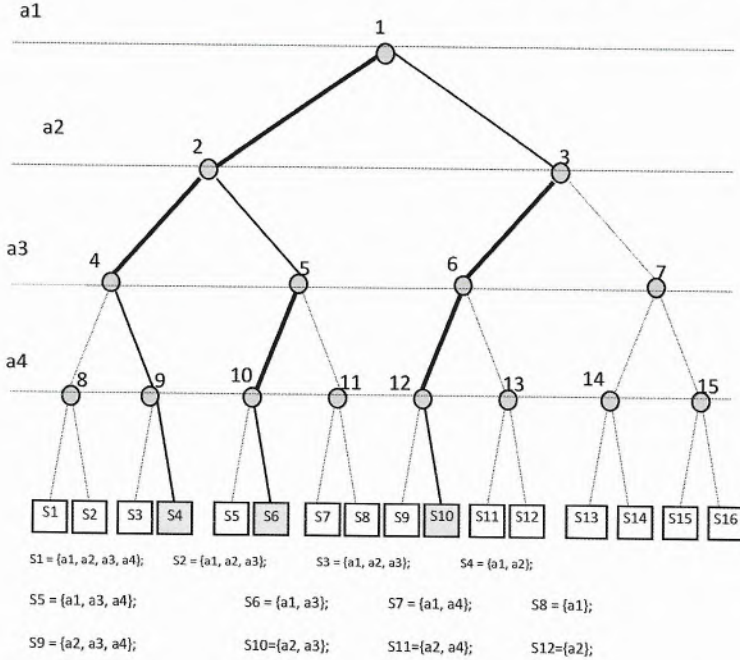 a1
1
a2
2
3
a3
4
5
6
7
a4
8
9
10
11
12
13
14
15
S1 S2 S3 S4 S5 S6 S7 S8 S9 S10 S11 S12 S13 S14 S15 S16
S1 = {a1, a2, a3, a4}; S2 = {a1, a2, a3}; S3 = {a1, a2, a3}; S4 = {a1, a2};
S5 = {a1, a3, a4}; S6 = {a1, a3}; S7 = {a1, a4}; S8 = {a1};
S9 = {a2, a3, a4}; S10={a2, a3}; S11={a2, a4}; S12={a2};